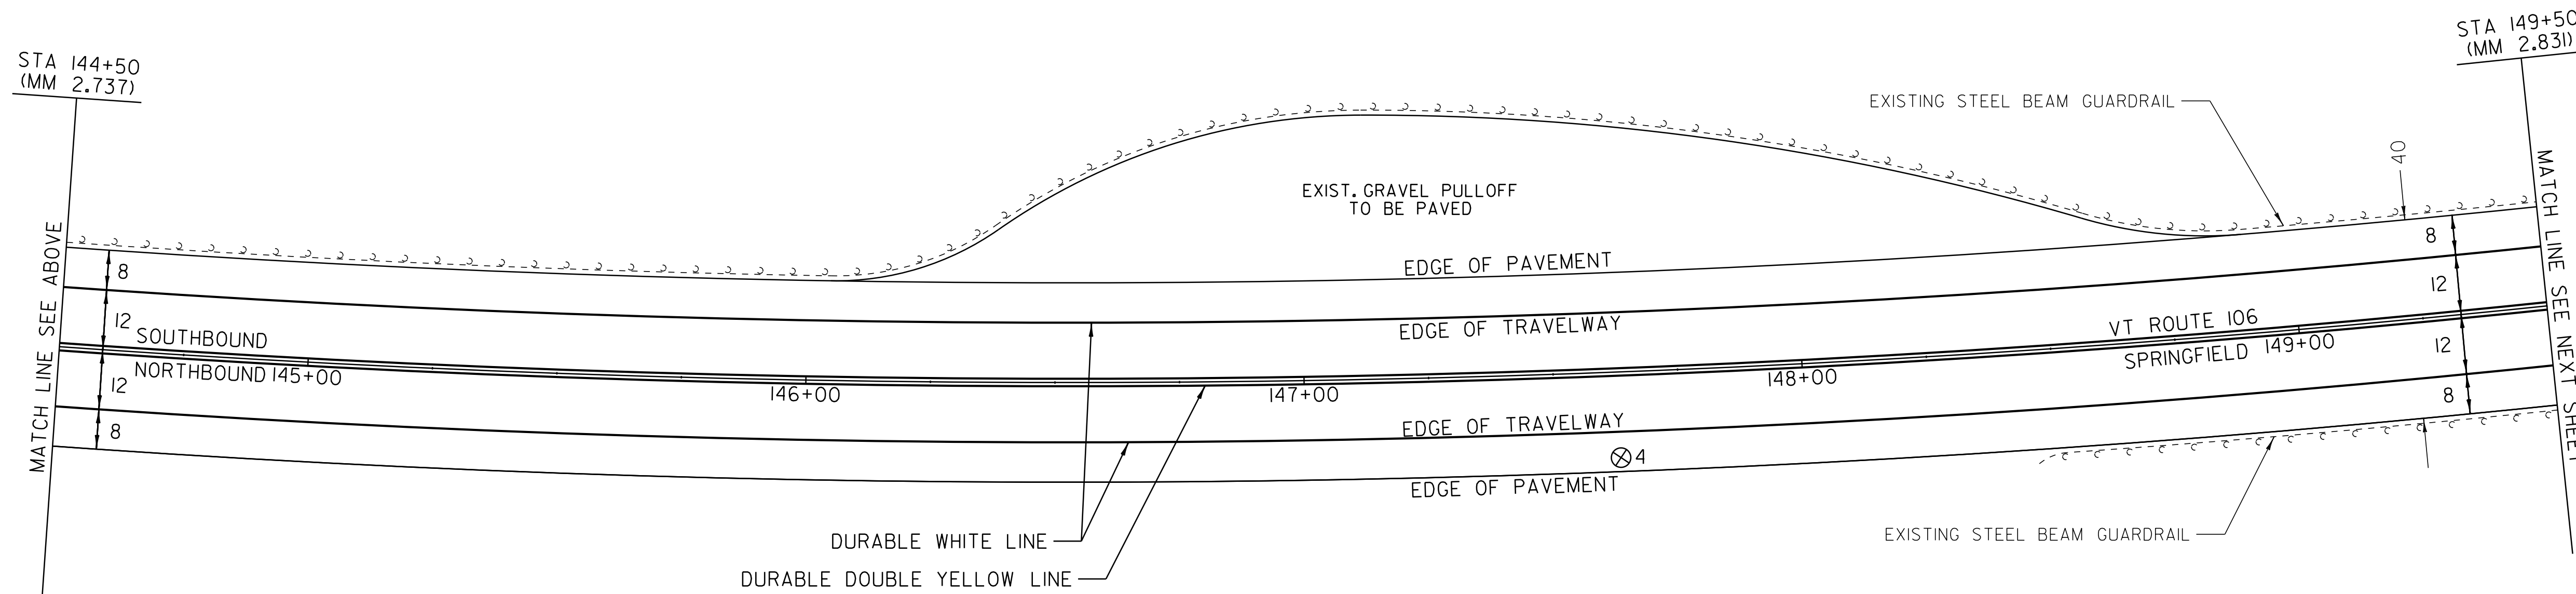 STA 144+50
(MM 2.737)
STA 149+50
(MM 2.831)
EXISTING STEEL BEAM GUARDRAIL
40
MATCH LINE SEE ABOVE
MATCH LINE SEE NEXT SHEET
EXIST. GRAVEL PULLOFF
TO BE PAVED
8
EDGE OF PAVEMENT
8
12
12
SOUTHBOUND
EDGE OF TRAVELWAY
VT ROUTE 106
NORTHBOUND
145+00
146+00
147+00
148+00
SPRINGFIELD
149+00
12
12
8
EDGE OF TRAVELWAY
8
4
EDGE OF PAVEMENT
DURABLE WHITE LINE
EXISTING STEEL BEAM GUARDRAIL
DURABLE DOUBLE YELLOW LINE